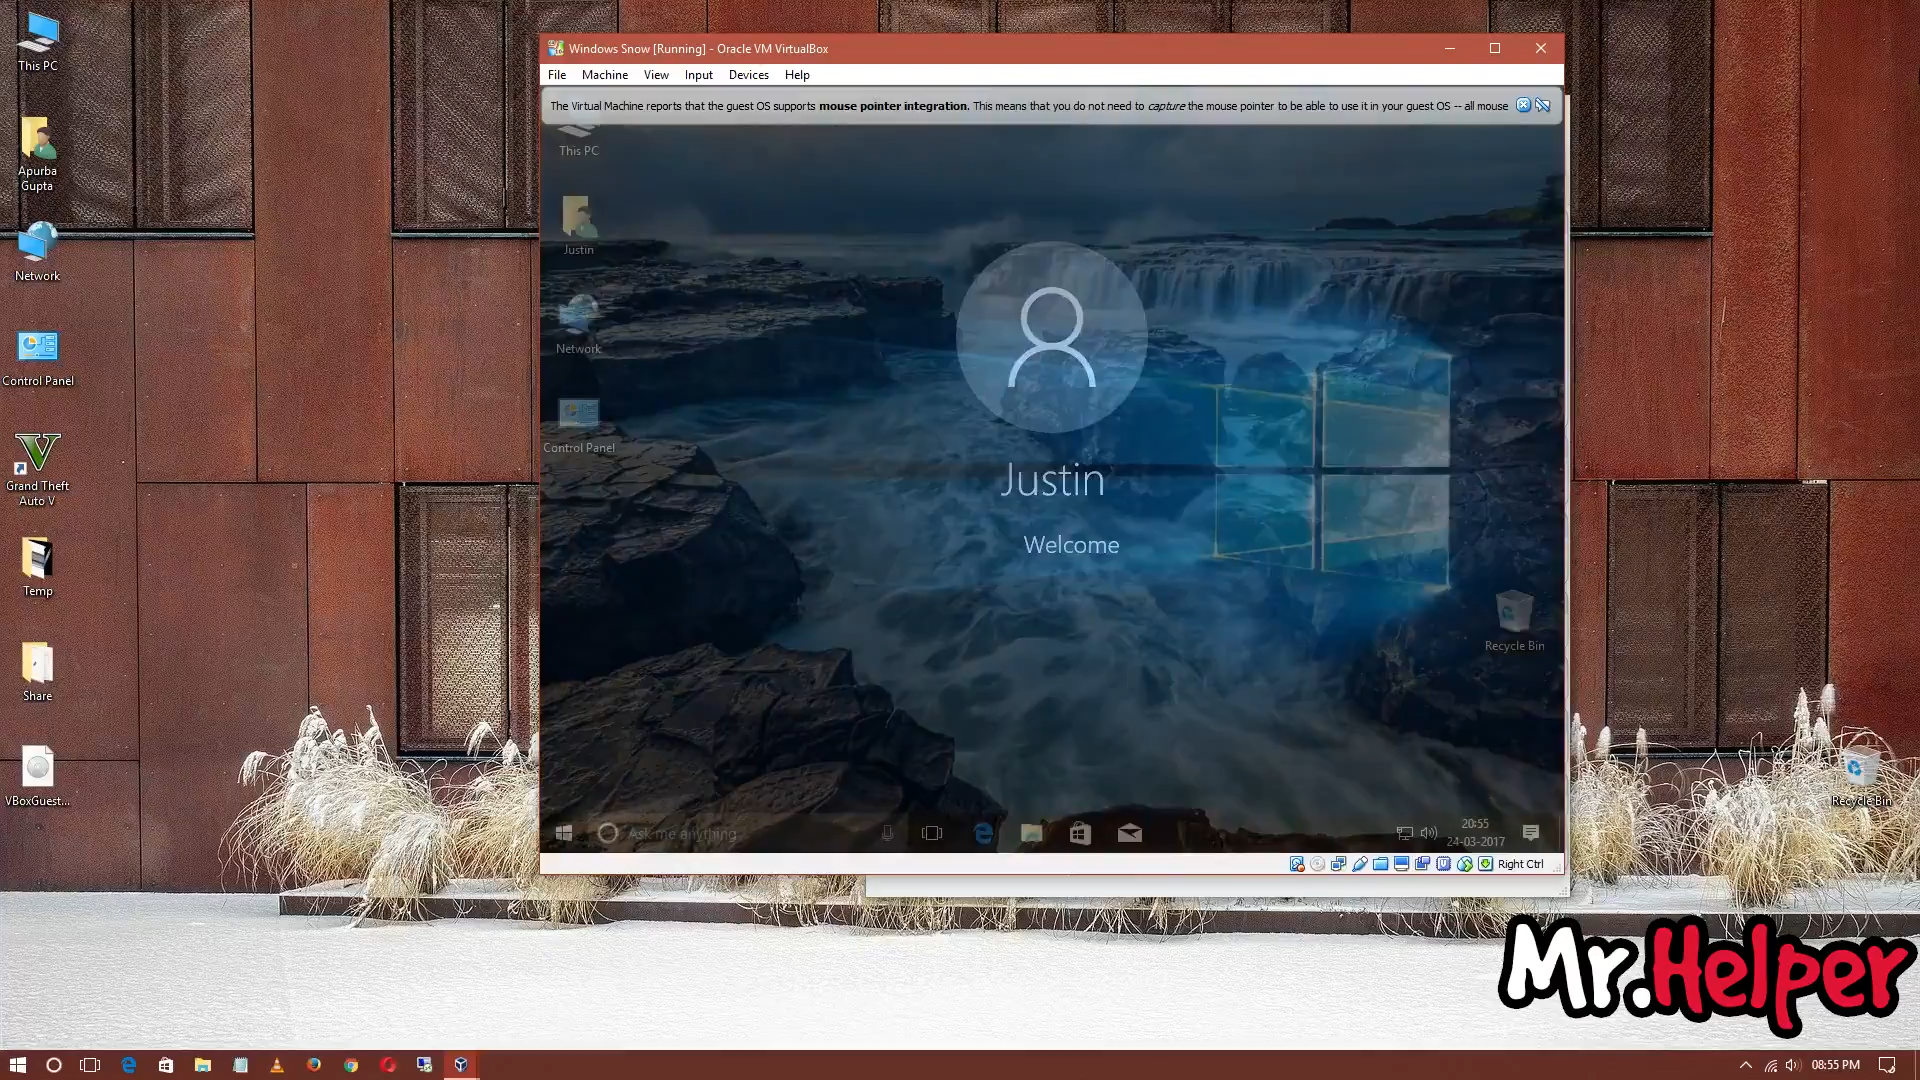 This PC
Apurba
Gupta
Network
Control Panel
Grand Theft
Auto V
Temp
Share
VBoxGuest...
Windows Snow [Running] - Oracle VM VirtualBox
File Machine View Input Devices Help
The Virtual Machine reports that the guest OS supports mouse pointer integration. This means that you do not need to capture the mouse pointer to be able to use it in your guest OS -- all mouse
This PC
Justin
Network
Control Panel
Justin
Welcome
Recycle Bin
Ask me anything
20:55
24-03-2017
Right Ctrl
Recycle Bin
Mr.Helper
08:55 PM